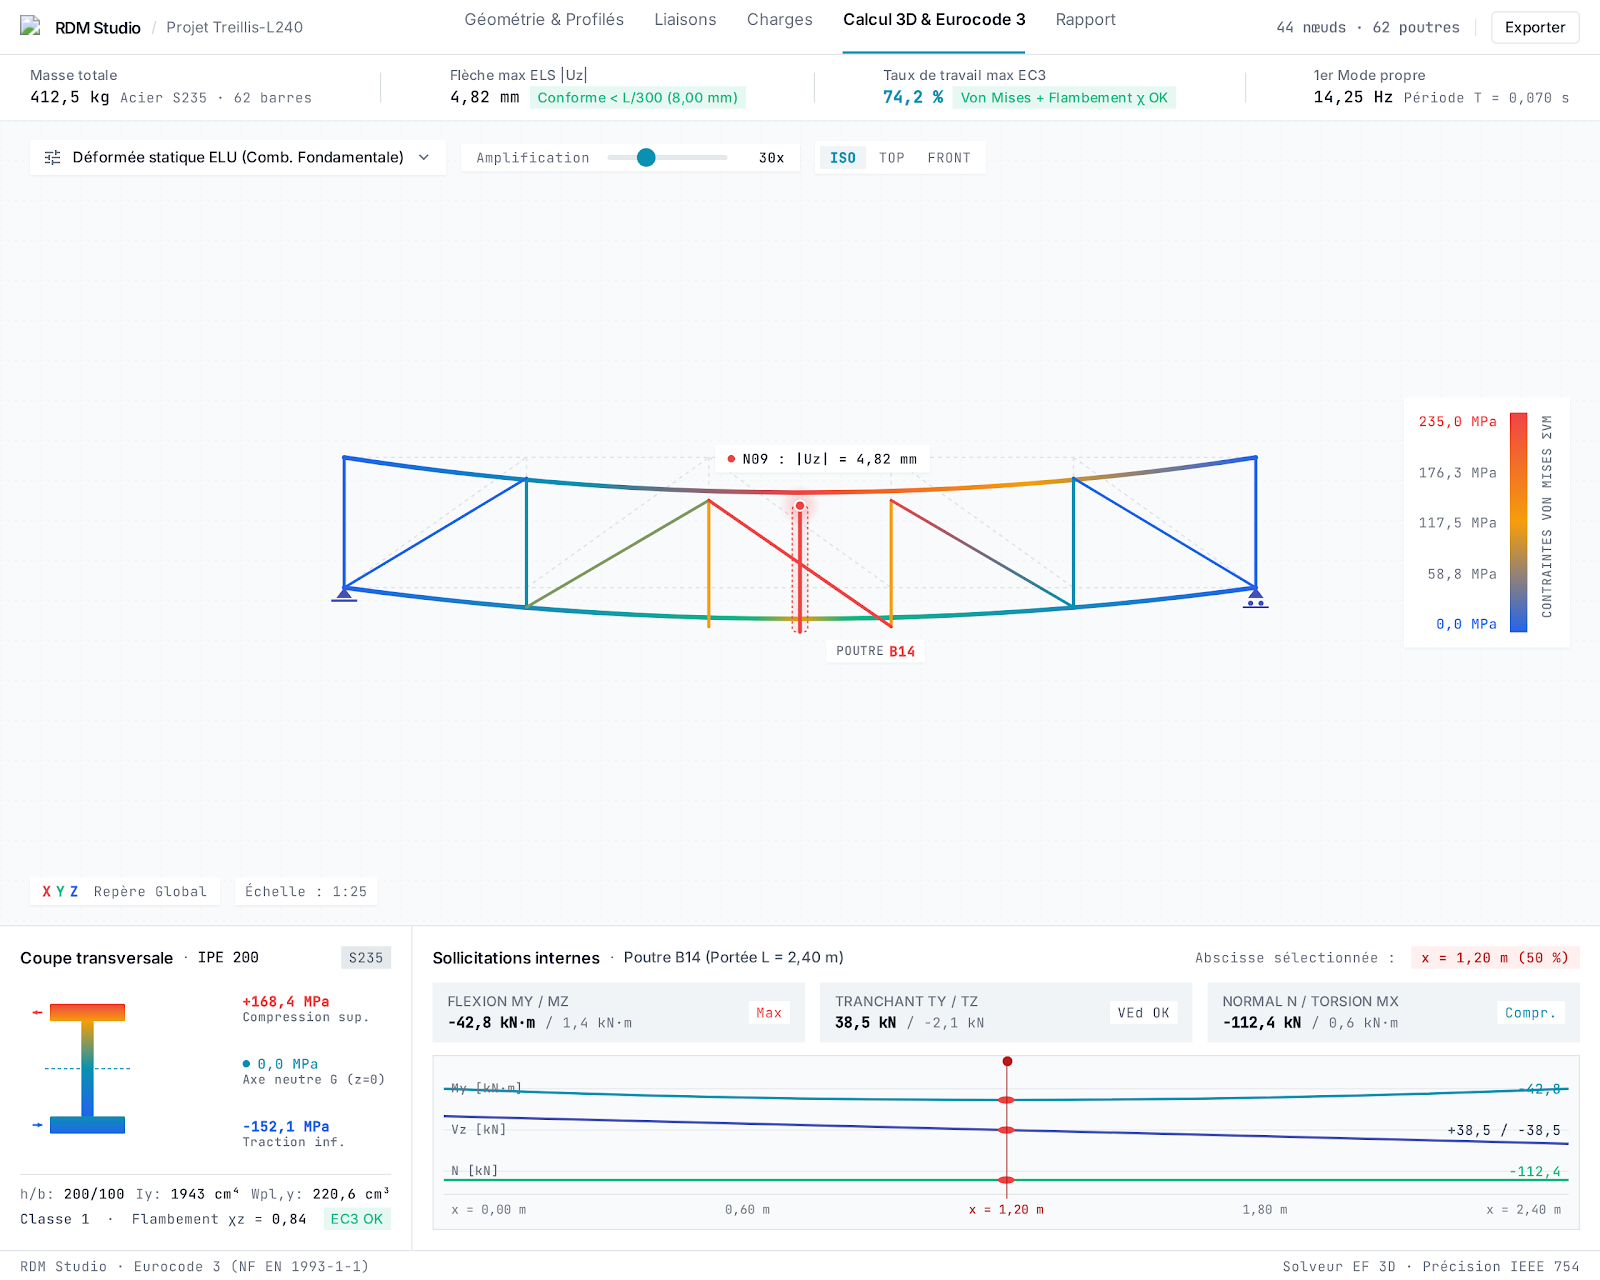 RDM Studio / Projet Treillis-L240
Géométrie & Profilés
Liaisons
Charges
Calcul 3D & Eurocode 3
Rapport
44 nœuds · 62 poutres
Exporter
Masse totale
412,5 kg Acier S235 · 62 barres
Flèche max ELS |Uz|
4,82 mm Conforme < L/300 (8,00 mm)
Taux de travail max EC3
74,2 % Von Mises + Flambement χ OK
1er Mode propre
14,25 Hz Période T = 0,070 s
Déformée statique ELU (Comb. Fondamentale)
Amplification 30x
ISO TOP FRONT
N09 : |Uz| = 4,82 mm
POUTRE B14
235,0 MPa
176,3 MPa
117,5 MPa
58,8 MPa
0,0 MPa
CONTRAINTES VON MISES ΣVM
X Y Z Repère Global
Échelle : 1:25
Coupe transversale · IPE 200
S235
+168,4 MPa
Compression sup.
0,0 MPa
Axe neutre G (z=0)
-152,1 MPa
Traction inf.
h/b: 200/100 Iy: 1943 cm⁴ Wpl,y: 220,6 cm³
Classe 1 · Flambement χz = 0,84 EC3 OK
Sollicitations internes · Poutre B14 (Portée L = 2,40 m)
Abscisse sélectionnée : x = 1,20 m (50 %)
FLEXION MY / MZ
-42,8 kN·m / 1,4 kN·m
Max
TRANCHANT TY / TZ
38,5 kN / -2,1 kN
VEd OK
NORMAL N / TORSION MX
-112,4 kN / 0,6 kN·m
Compr.
My [kN·m]
-42,8
Vz [kN]
+38,5 / -38,5
N [kN]
-112,4
x = 0,00 m
0,60 m
x = 1,20 m
1,80 m
x = 2,40 m
RDM Studio · Eurocode 3 (NF EN 1993-1-1)
Solveur EF 3D · Précision IEEE 754